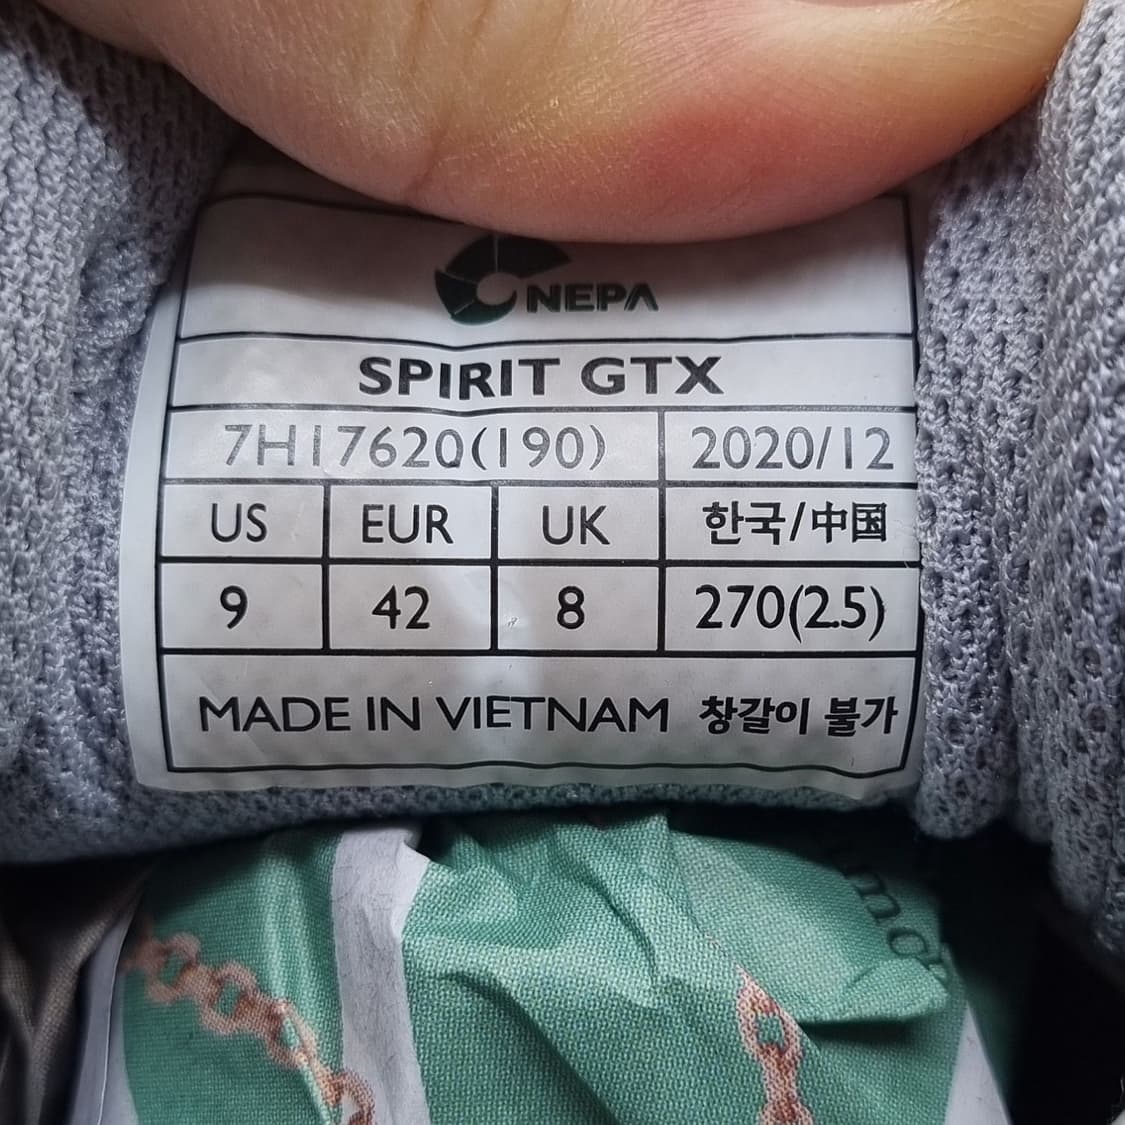 NEPA
SPIRIT GTX
7H17620(190) 2020/12
US EUR UK 한국/中国
9 42 8 270(2.5)
MADE IN VIETNAM 창갈이 불가